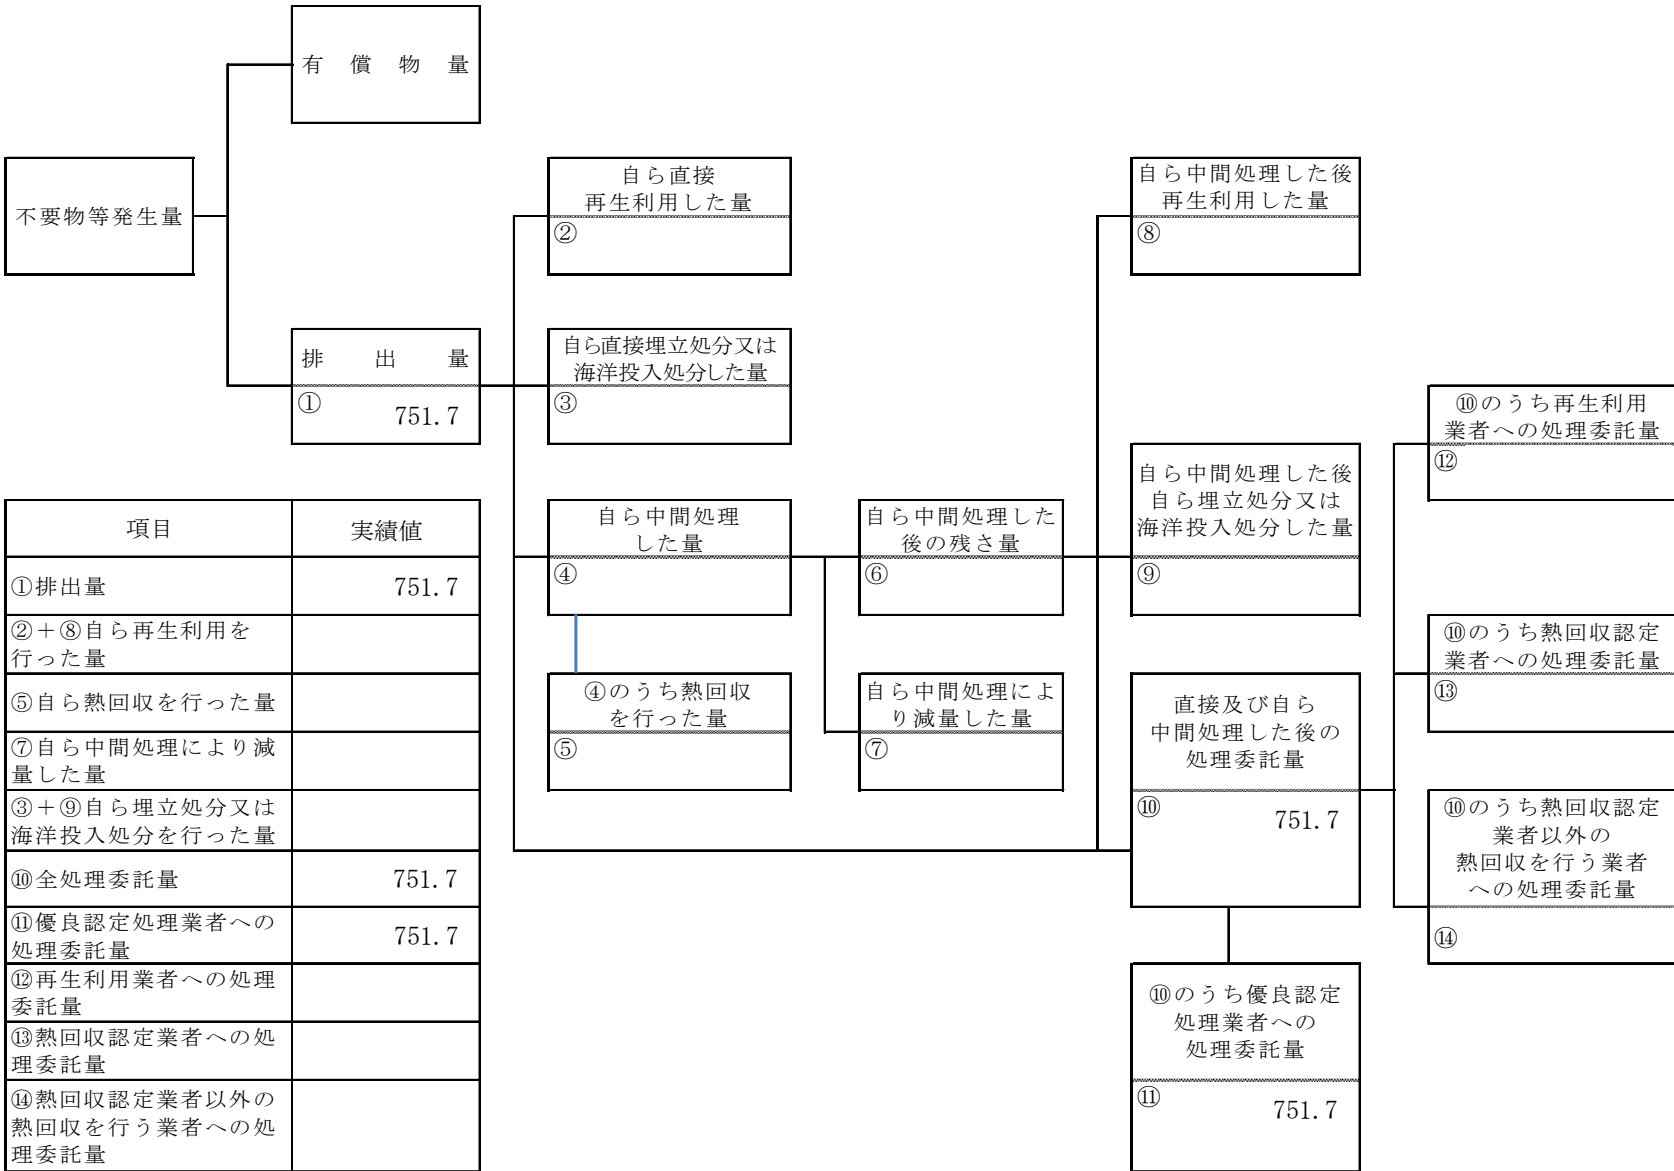 有償物量
不要物等発生量
排出量
①
751.7
自ら直接
再生利用した量
②
自ら直接埋立処分又は
海洋投入処分した量
③
自ら中間処理
した量
④
④のうち熱回収
を行った量
⑤
自ら中間処理した
後の残さ量
⑥
自ら中間処理によ
り減量した量
⑦
自ら中間処理した後
再生利用した量
⑧
自ら中間処理した後
自ら埋立処分又は
海洋投入処分した量
⑨
直接及び自ら
中間処理した後の
処理委託量
⑩
751.7
⑩のうち優良認定
処理業者への
処理委託量
⑪
751.7
⑩のうち再生利用
業者への処理委託量
⑫
⑩のうち熱回収認定
業者への処理委託量
⑬
⑩のうち熱回収認定
業者以外の
熱回収を行う業者
への処理委託量
⑭
項目 実績値
①排出量 751.7
②＋⑧自ら再生利用を
行った量
⑤自ら熱回収を行った量
⑦自ら中間処理により減
量した量
③＋⑨自ら埋立処分又は
海洋投入処分を行った量
⑩全処理委託量 751.7
⑪優良認定処理業者への
処理委託量 751.7
⑫再生利用業者への処理
委託量
⑬熱回収認定業者への処
理委託量
⑭熱回収認定業者以外の
熱回収を行う業者への処
理委託量